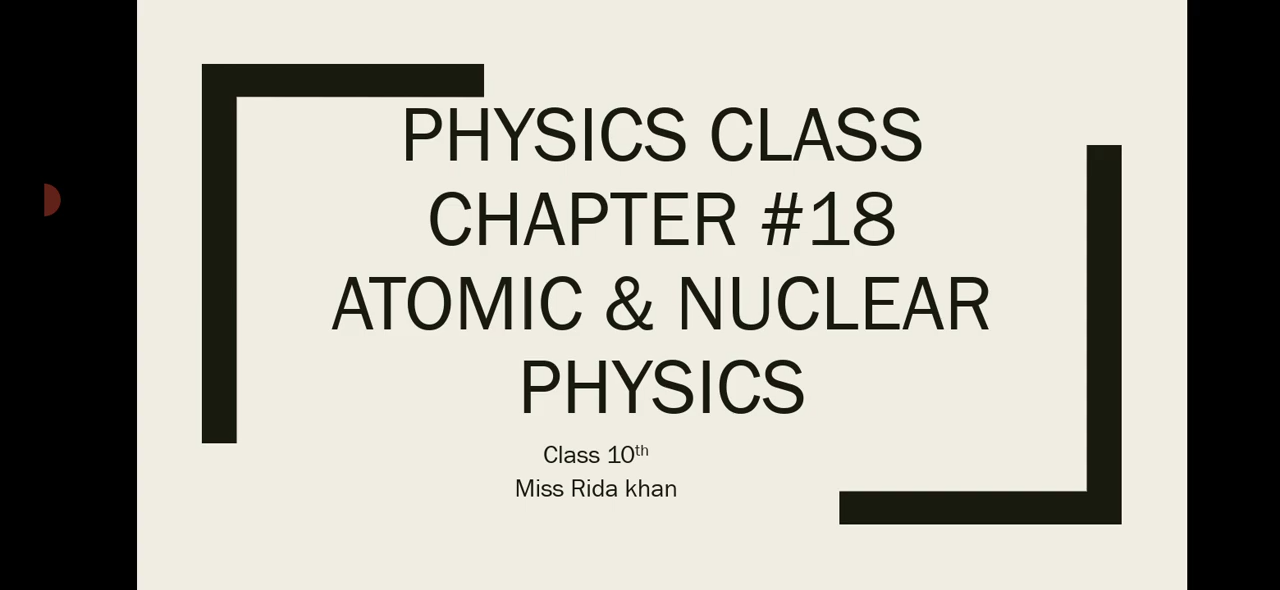 PHYSICS CLASS
CHAPTER #18
ATOMIC & NUCLEAR
PHYSICS
Class 10th
Miss Rida khan